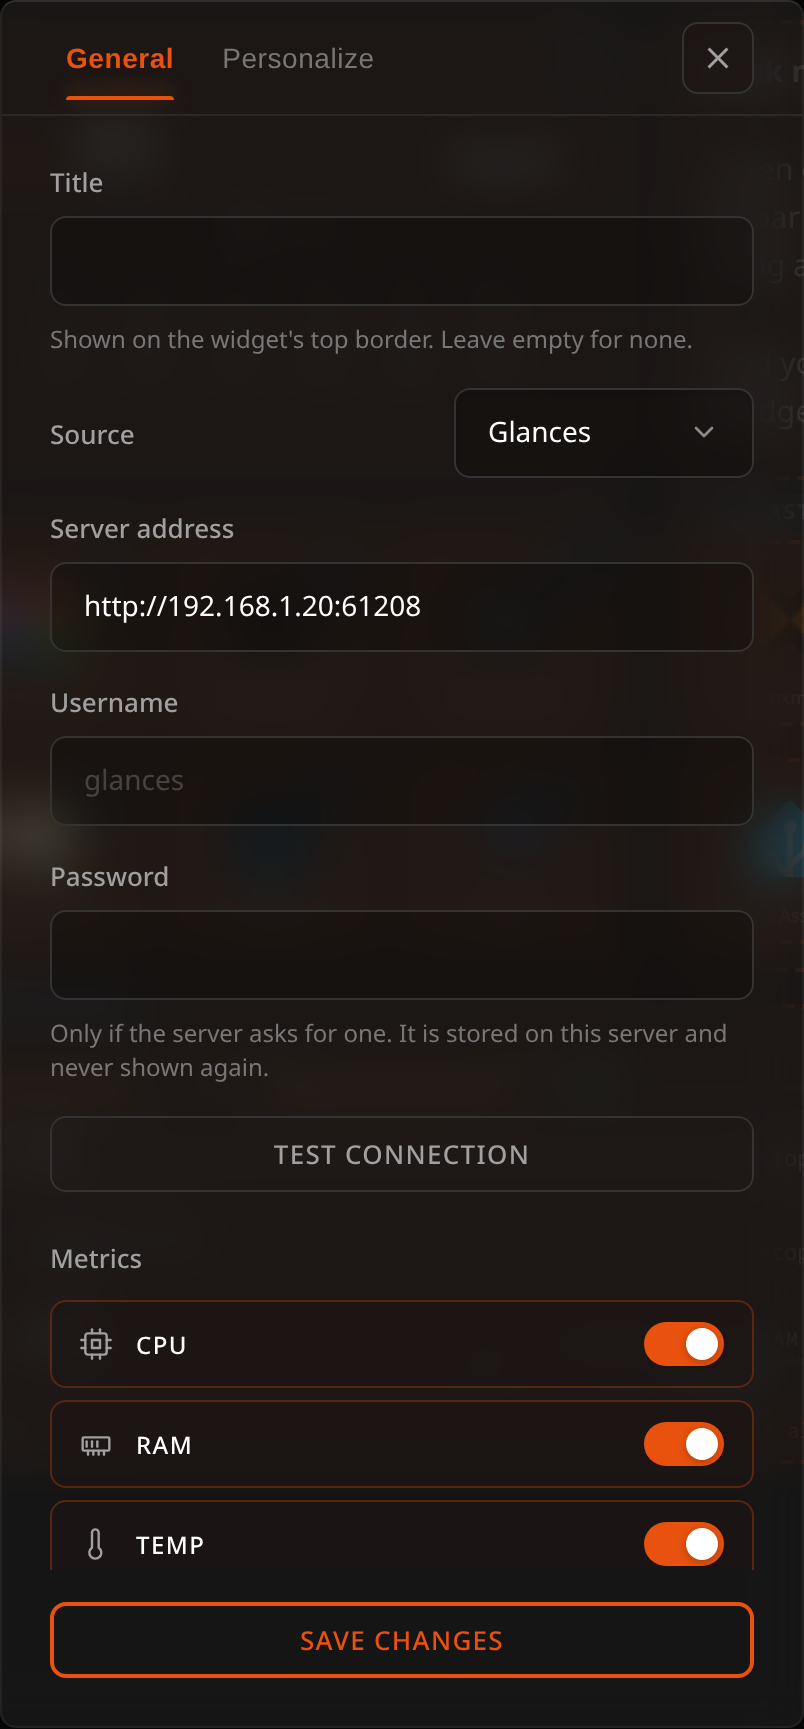 General
Personalize
Title
Shown on the widget's top border. Leave empty for none.
Source
Glances
Server address
http://192.168.1.20:61208
Username
glances
Password
Only if the server asks for one. It is stored on this server and
never shown again.
TEST CONNECTION
Metrics
CPU
RAM
TEMP
SAVE CHANGES